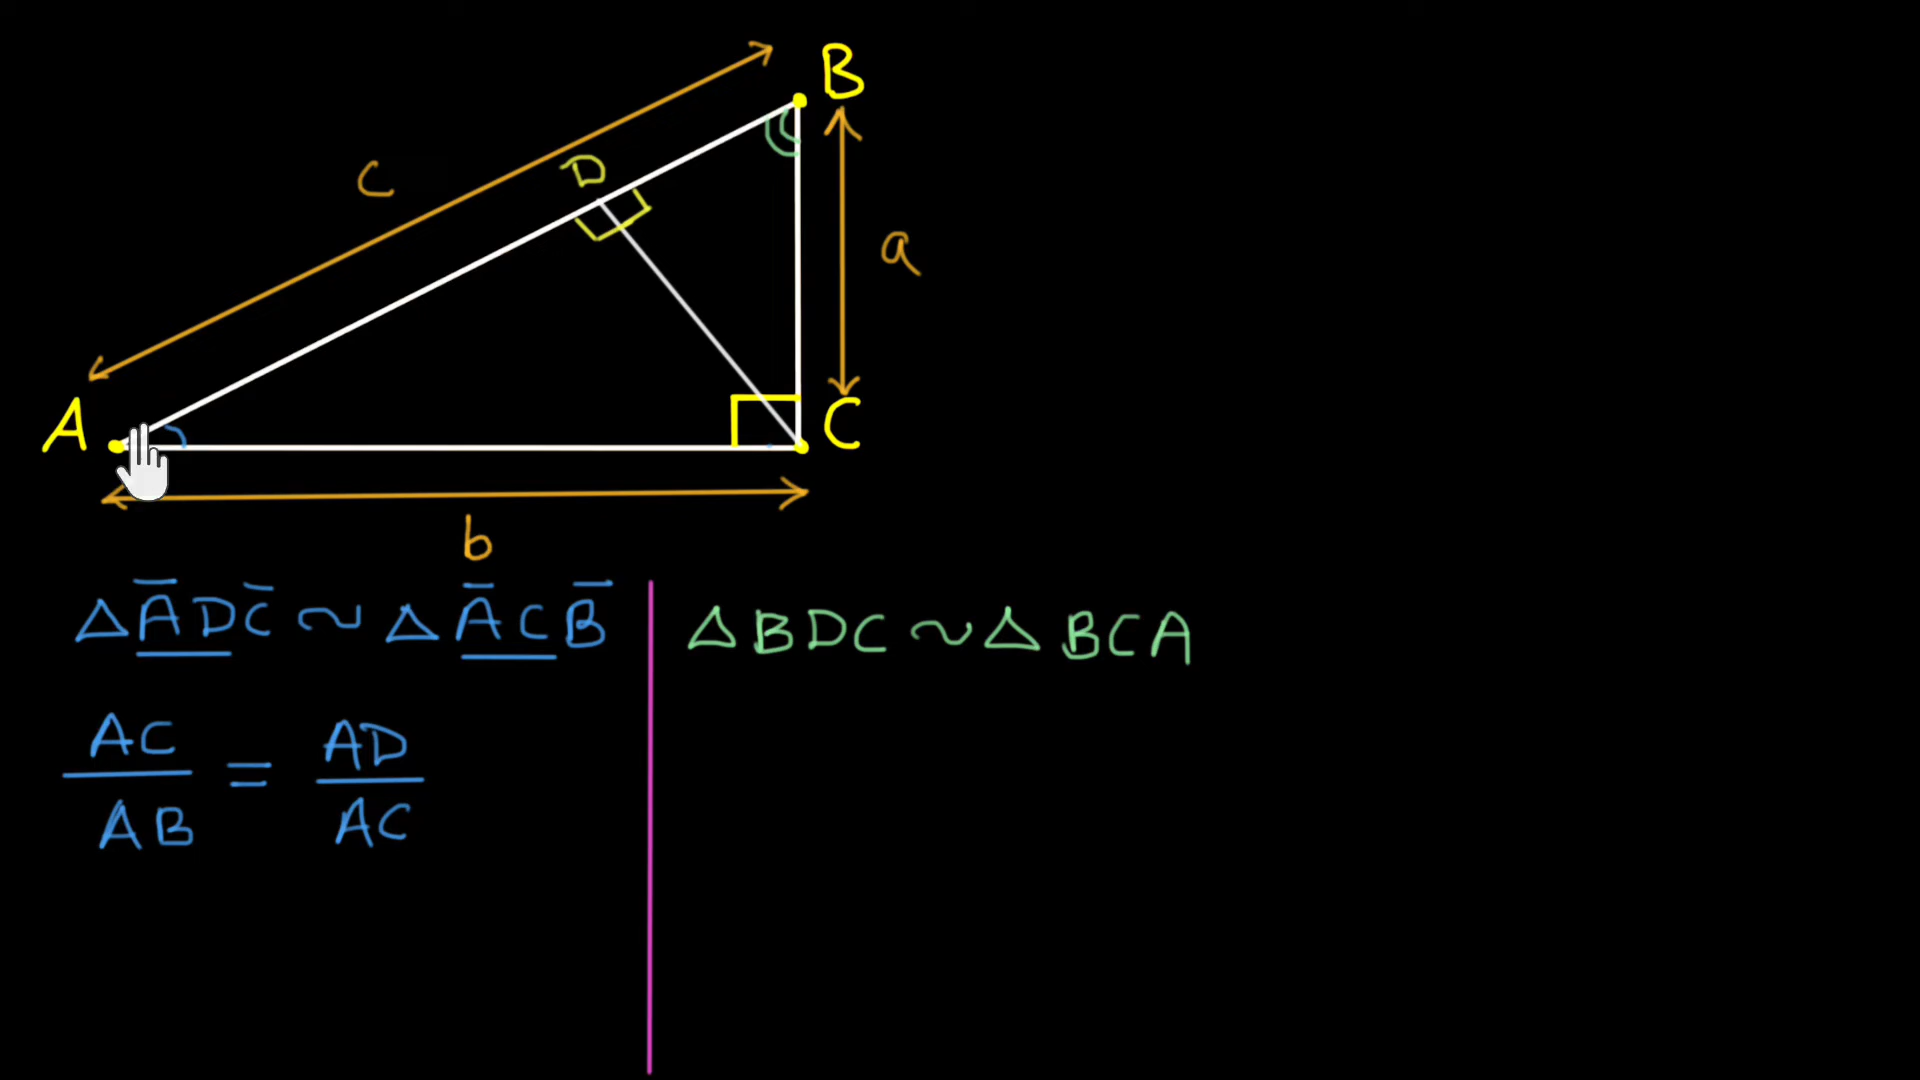 B
D
c
a
A
C
b
△ADC ~ △ACB
△BDC ~ △BCA
AC/AB = AD/AC